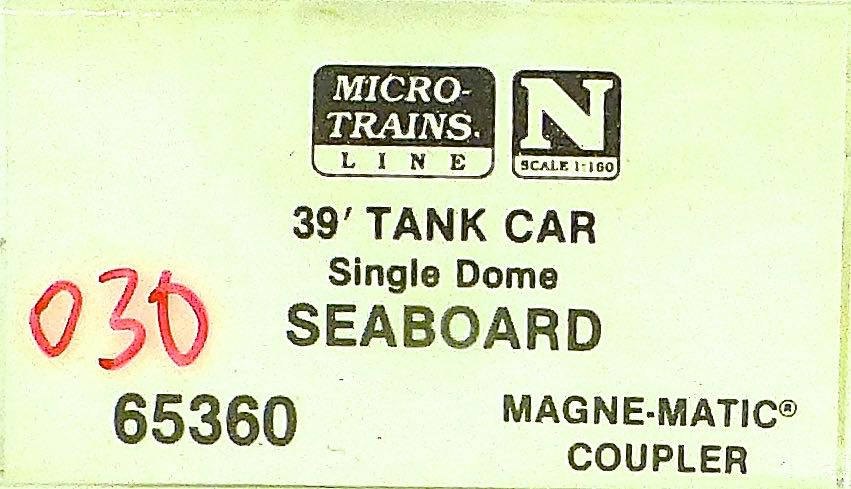 MICRO-
TRAINS®
LINE
N
SCALE 1:160
39' TANK CAR
Single Dome
SEABOARD
030
65360
MAGNE-MATIC®
COUPLER